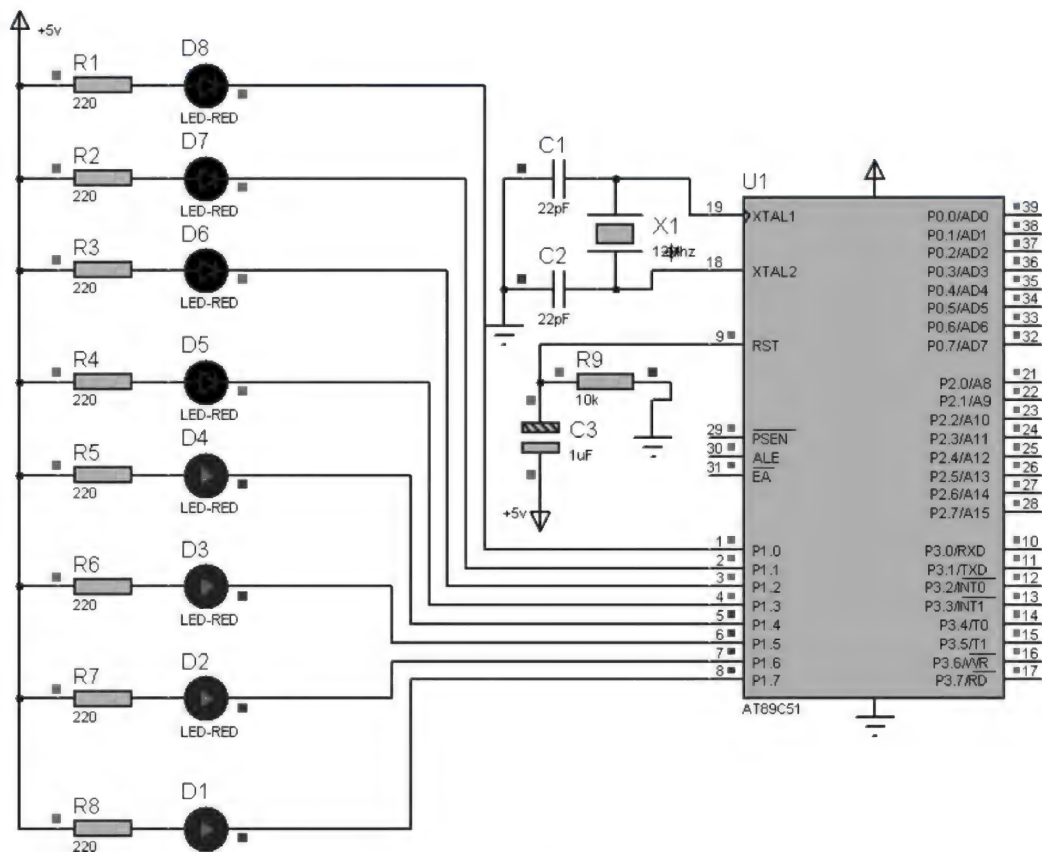 +5v
R1
220
D8
LED-RED
R2
220
D7
LED-RED
R3
220
D6
LED-RED
R4
220
D5
LED-RED
R5
220
D4
LED-RED
R6
220
D3
LED-RED
R7
220
D2
LED-RED
R8
220
D1
C1
22pF
X1
C2
22pF
R9
10k
C3
1uF
+5v
U1
19 XTAL1
18 XTAL2
9 RST
29 PSEN
30 ALE
31 EA
1 P1.0
2 P1.1
3 P1.2
4 P1.3
5 P1.4
6 P1.5
7 P1.6
8 P1.7
P0.0/AD0 39
P0.1/AD1 38
P0.2/AD2 37
P0.3/AD3 36
P0.4/AD4 35
P0.5/AD5 34
P0.6/AD6 33
P0.7/AD7 32
P2.0/A8 21
P2.1/A9 22
P2.2/A10 23
P2.3/A11 24
P2.4/A12 25
P2.5/A13 26
P2.6/A14 27
P2.7/A15 28
P3.0/RXD 10
P3.1/TXD 11
P3.2/INT0 12
P3.3/INT1 13
P3.4/T0 14
P3.5/T1 15
P3.6/WR 16
P3.7/RD 17
AT89C51